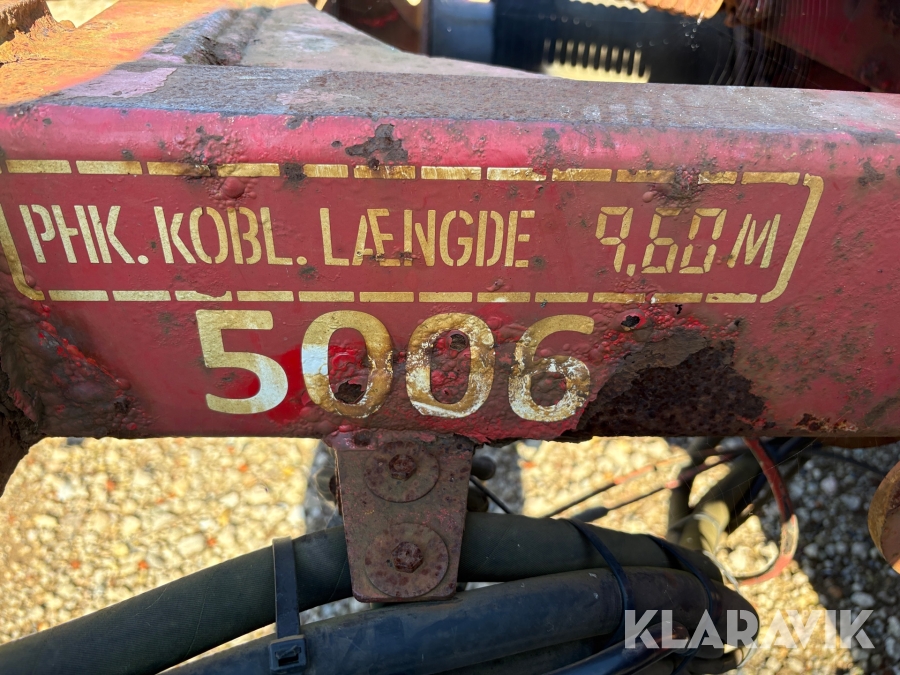 PHK. KOBL. LÆNGDE 9,60 M
5006
KLARAVIK